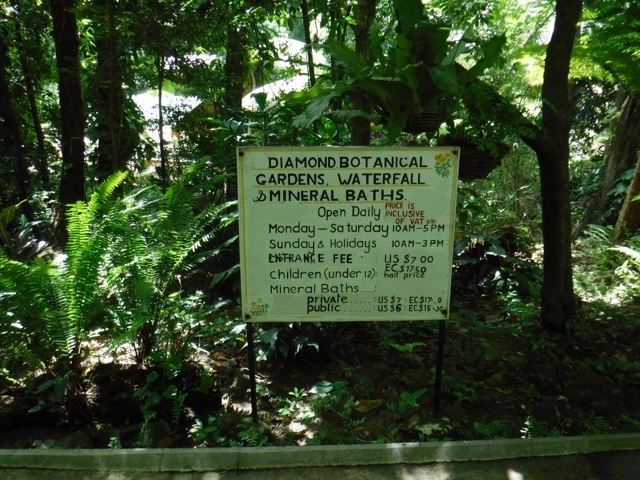 DIAMOND BOTANICAL
GARDENS, WATERFALL
& MINERAL BATHS.
Open Daily
PRICE IS
INCLUSIVE
OF VAT
Monday – Saturday 10AM–5PM
Sunday & Holidays 10AM–3PM
ENTRANCE FEE : US $7.00
EC $17.50
Children (under 12): half price
Mineral Baths.....:
private.....: US $7 : EC$17.
public......: US $6 : EC$15.00